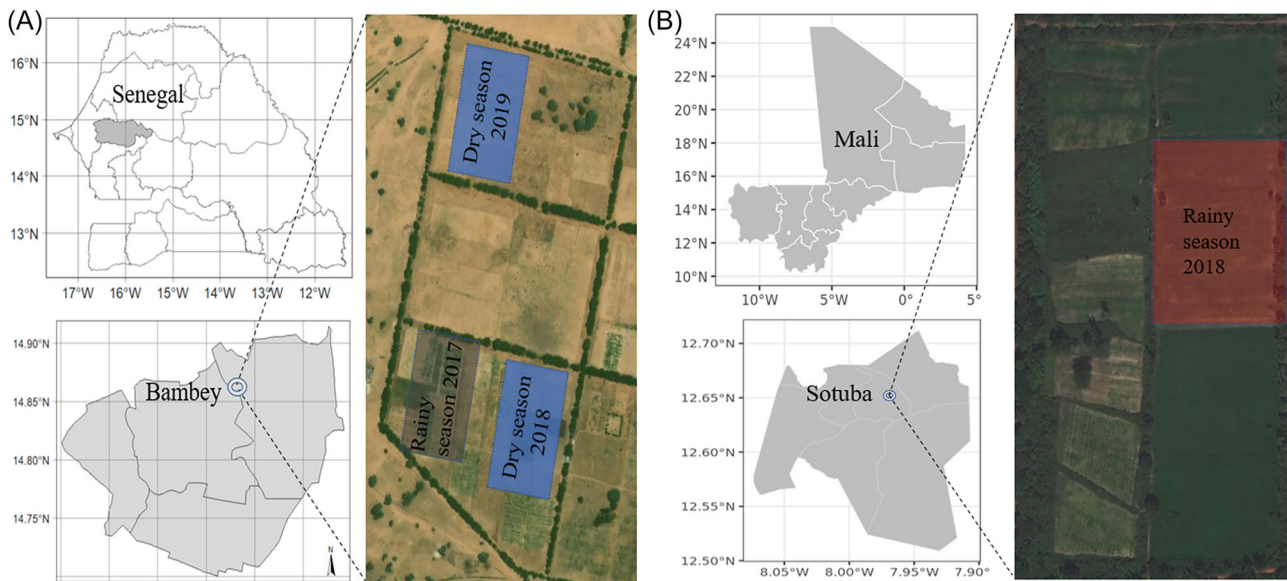 (A)
16°N
15°N
14°N
13°N
Senegal
17°W 16°W 15°W 14°W 13°W 12°W
14.90°N
14.85°N
14.80°N
14.75°N
Bambey
N
Dry season
2019
Rainy
season 2017
Dry season
2018
(B)
24°N
22°N
20°N
18°N
16°N
14°N
12°N
10°N
Mali
10°W 5°W 0° 5°
12.70°N
12.65°N
12.60°N
12.55°N
12.50°N
Sotuba
8.05°W 8.00°W 7.95°W 7.90°W
Rainy
season
2018